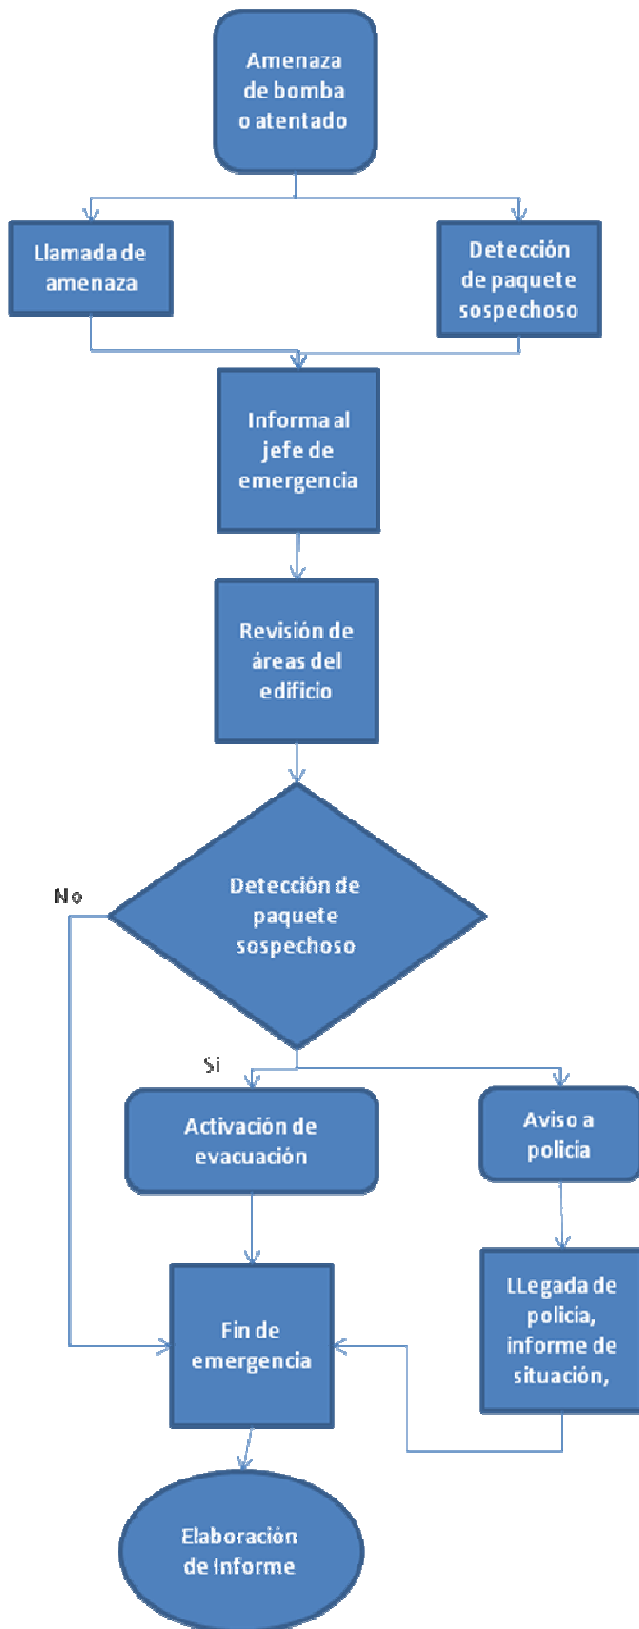 Amenaza
de bomba
o atentado
Llamada de
amenaza
Detección
de paquete
sospechoso
Informa al
jefe de
emergencia
Revisión de
áreas del
edificio
Detección de
paquete
sospechoso
No
Si
Activación de
evacuación
Aviso a
policia
Fin de
emergencia
LLegada de
policia,
informe de
situación,
Elaboración
de Informe